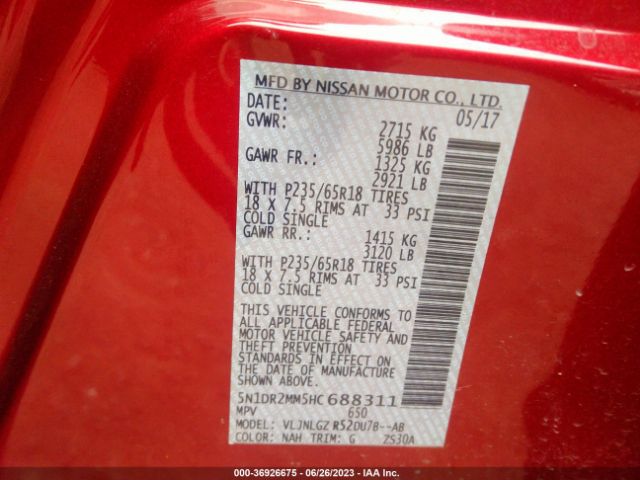 MFD BY NISSAN MOTOR CO., LTD.
DATE: 05/17
GVWR: 2715 KG
5986 LB
GAWR FR.: 1325 KG
2921 LB
WITH P235/65R18 TIRES
18 X 7.5 RIMS AT 33 PSI
COLD SINGLE
GAWR RR.: 1415 KG
3120 LB
WITH P235/65R18 TIRES
18 X 7.5 RIMS AT 33 PSI
COLD SINGLE
THIS VEHICLE CONFORMS TO
ALL APPLICABLE FEDERAL
MOTOR VEHICLE SAFETY AND
THEFT PREVENTION
STANDARDS IN EFFECT ON
THE DATE OF MANUFACTURE
SHOWN ABOVE.
5N1DR2MM5HC688311
MPV 650
MODEL: VLJNLGZ R52DU7B--AB
COLOR: NAH TRIM: G ZS30A
000-36926675 - 06/26/2023 - IAA Inc.